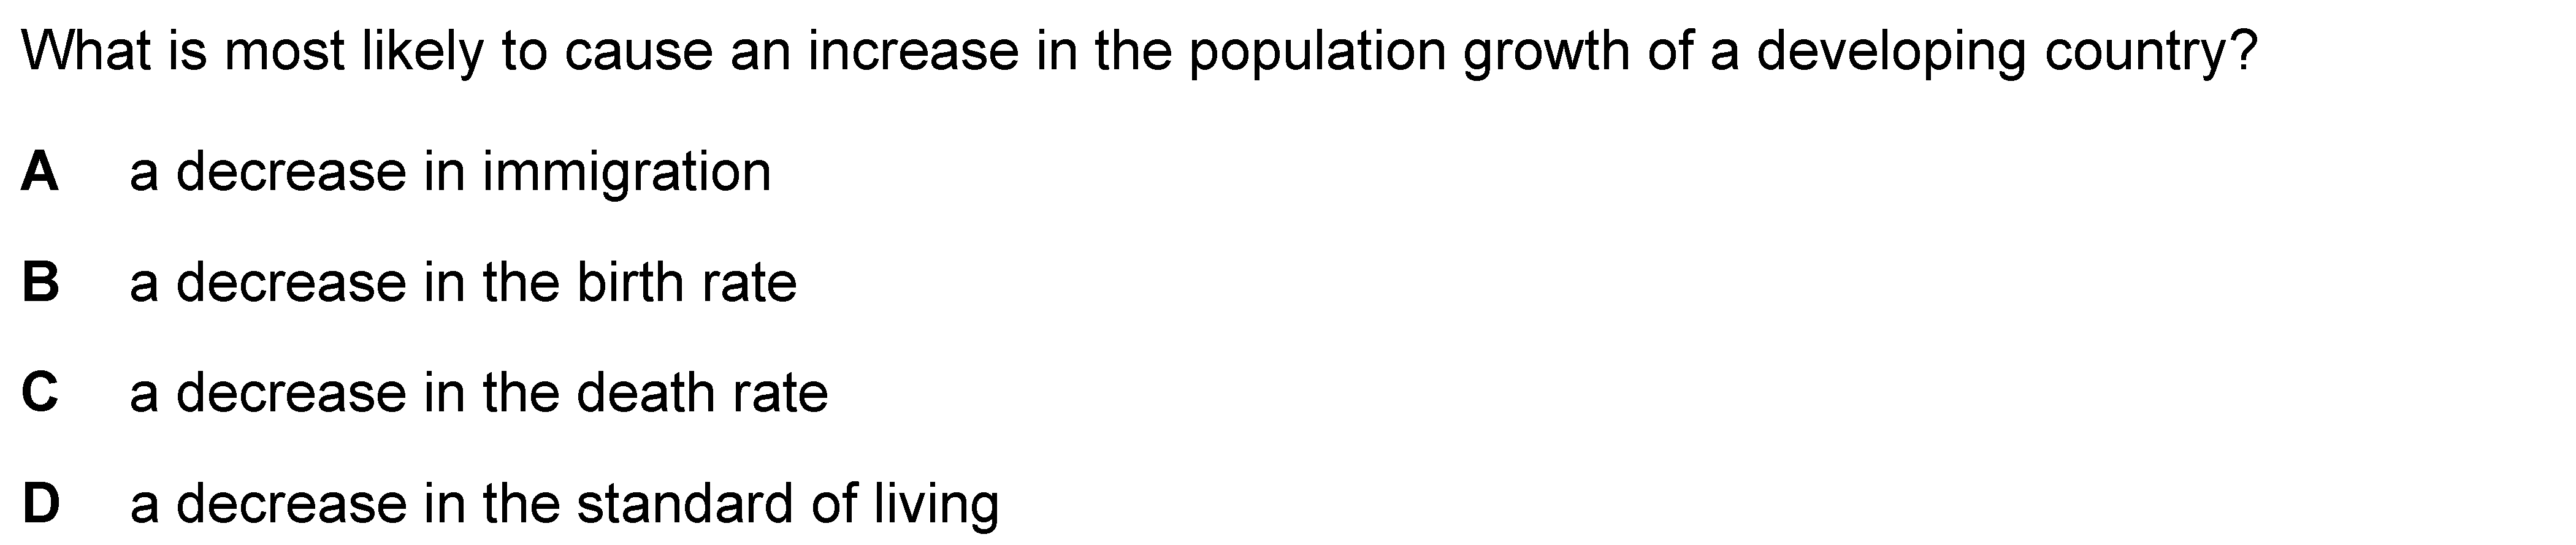 What is most likely to cause an increase in the population growth of a developing country?
A a decrease in immigration
B a decrease in the birth rate
C a decrease in the death rate
D a decrease in the standard of living